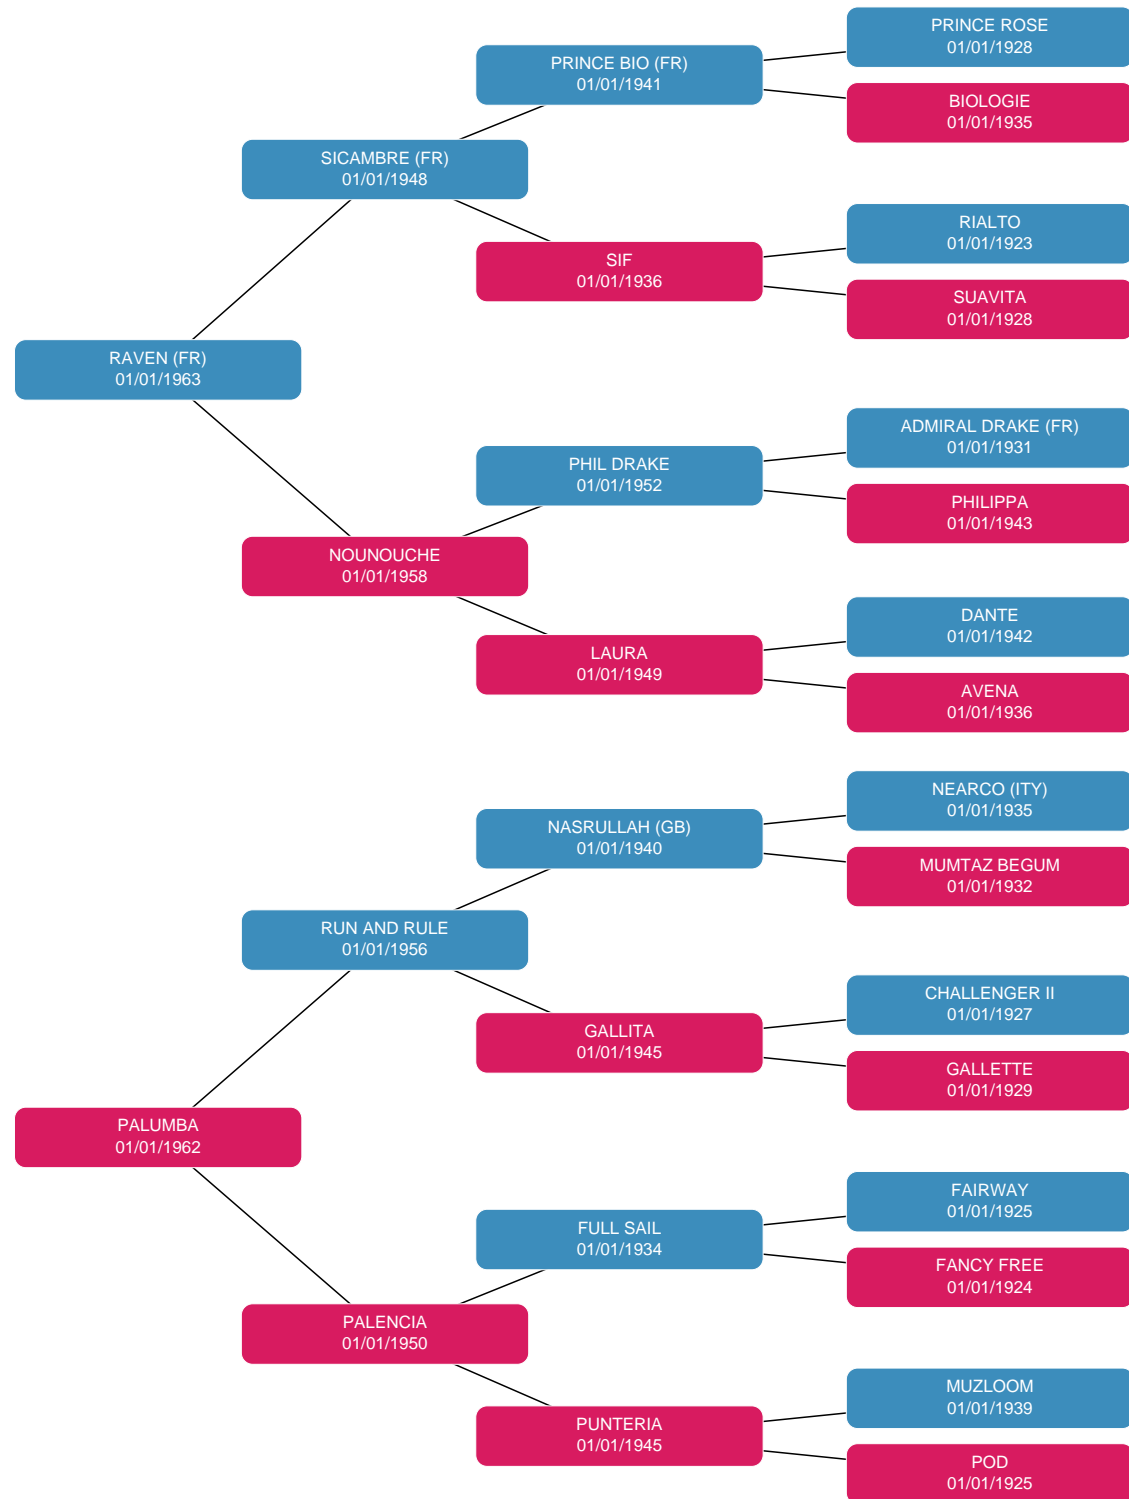 PRINCE ROSE
01/01/1928
PRINCE BIO (FR)
01/01/1941
BIOLOGIE
01/01/1935
SICAMBRE (FR)
01/01/1948
RIALTO
01/01/1923
SIF
01/01/1936
SUAVITA
01/01/1928
RAVEN (FR)
01/01/1963
ADMIRAL DRAKE (FR)
01/01/1931
PHIL DRAKE
01/01/1952
PHILIPPA
01/01/1943
NOUNOUCHE
01/01/1958
DANTE
01/01/1942
LAURA
01/01/1949
AVENA
01/01/1936
NEARCO (ITY)
01/01/1935
NASRULLAH (GB)
01/01/1940
MUMTAZ BEGUM
01/01/1932
RUN AND RULE
01/01/1956
CHALLENGER II
01/01/1927
GALLITA
01/01/1945
GALLETTE
01/01/1929
PALUMBA
01/01/1962
FAIRWAY
01/01/1925
FULL SAIL
01/01/1934
FANCY FREE
01/01/1924
PALENCIA
01/01/1950
MUZLOOM
01/01/1939
PUNTERIA
01/01/1945
POD
01/01/1925